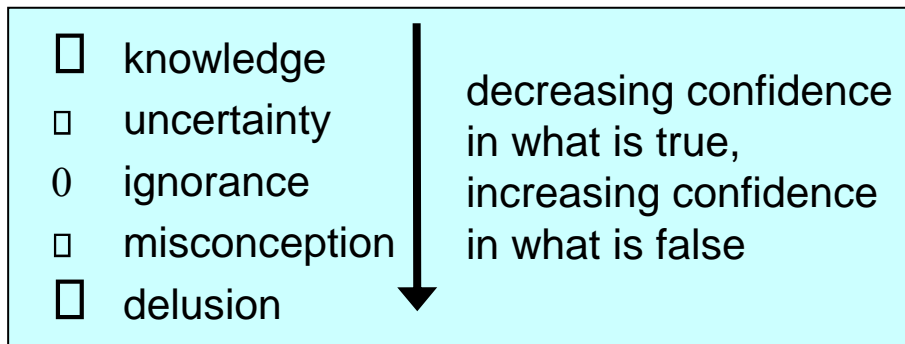 □ knowledge
□ uncertainty
0 ignorance
□ misconception
□ delusion
decreasing confidence
in what is true,
increasing confidence
in what is false